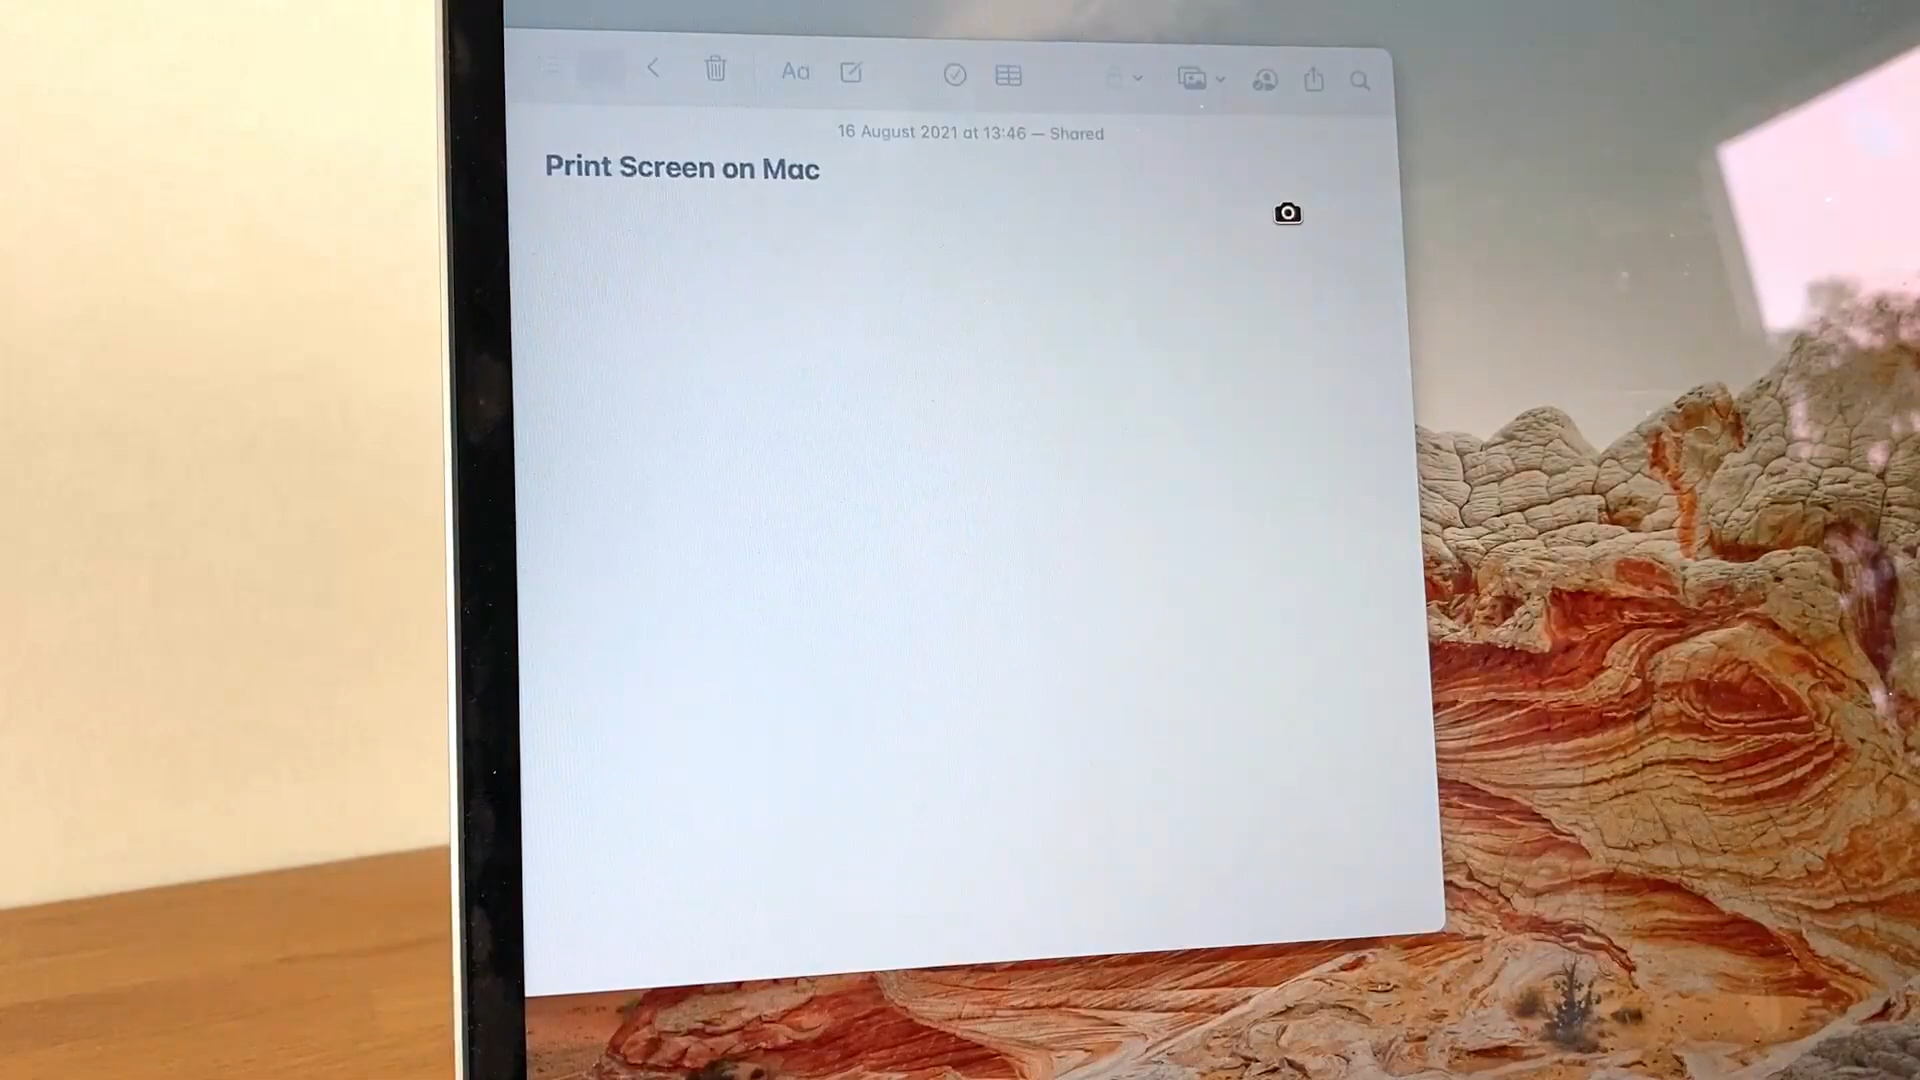 Aa
16 August 2021 at 13:46 — Shared
Print Screen on Mac